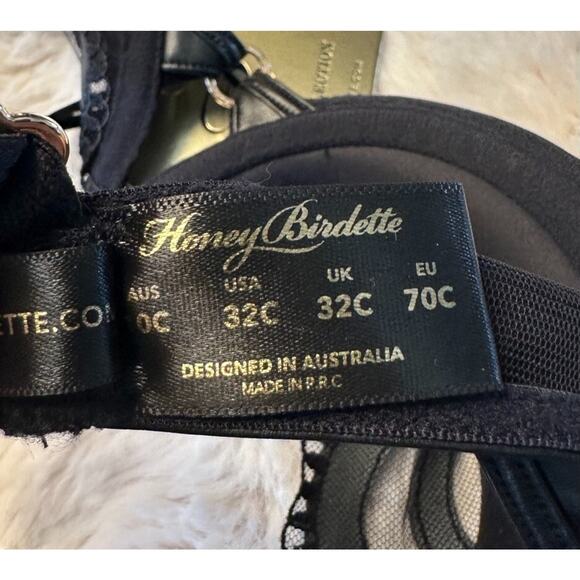 Honey Birdette
AUS USA UK EU
0C 32C 32C 70C
DESIGNED IN AUSTRALIA
MADE IN P.R.C
ETTE.CO